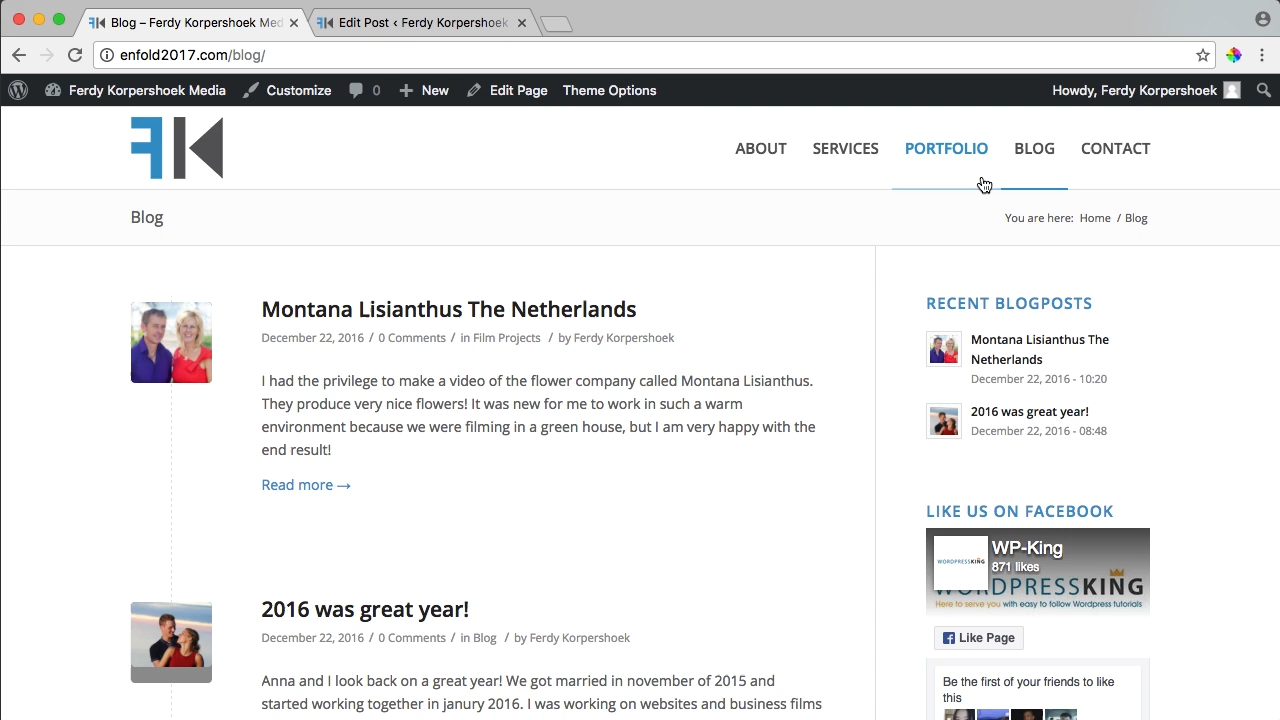 Blog – Ferdy Korpershoek Med
Edit Post ‹ Ferdy Korpershoek
enfold2017.com/blog/
Ferdy Korpershoek Media
Customize
0
New
Edit Page
Theme Options
Howdy, Ferdy Korpershoek
FK
ABOUT
SERVICES
PORTFOLIO
BLOG
CONTACT
Blog
You are here: Home / Blog
Montana Lisianthus The Netherlands
December 22, 2016 / 0 Comments / in Film Projects / by Ferdy Korpershoek
I had the privilege to make a video of the flower company called Montana Lisianthus.
They produce very nice flowers! It was new for me to work in such a warm
environment because we were filming in a green house, but I am very happy with the
end result!
Read more →
2016 was great year!
December 22, 2016 / 0 Comments / in Blog / by Ferdy Korpershoek
Anna and I look back on a great year! We got married in november of 2015 and
started working together in janury 2016. I was working on websites and business films
RECENT BLOGPOSTS
Montana Lisianthus The
Netherlands
December 22, 2016 - 10:20
2016 was great year!
December 22, 2016 - 08:48
LIKE US ON FACEBOOK
WP-King
871 likes
WORDPRESSKING
WORDPRESSKING
Here to serve you with easy to follow Wordpress tutorials
Like Page
Be the first of your friends to like
this